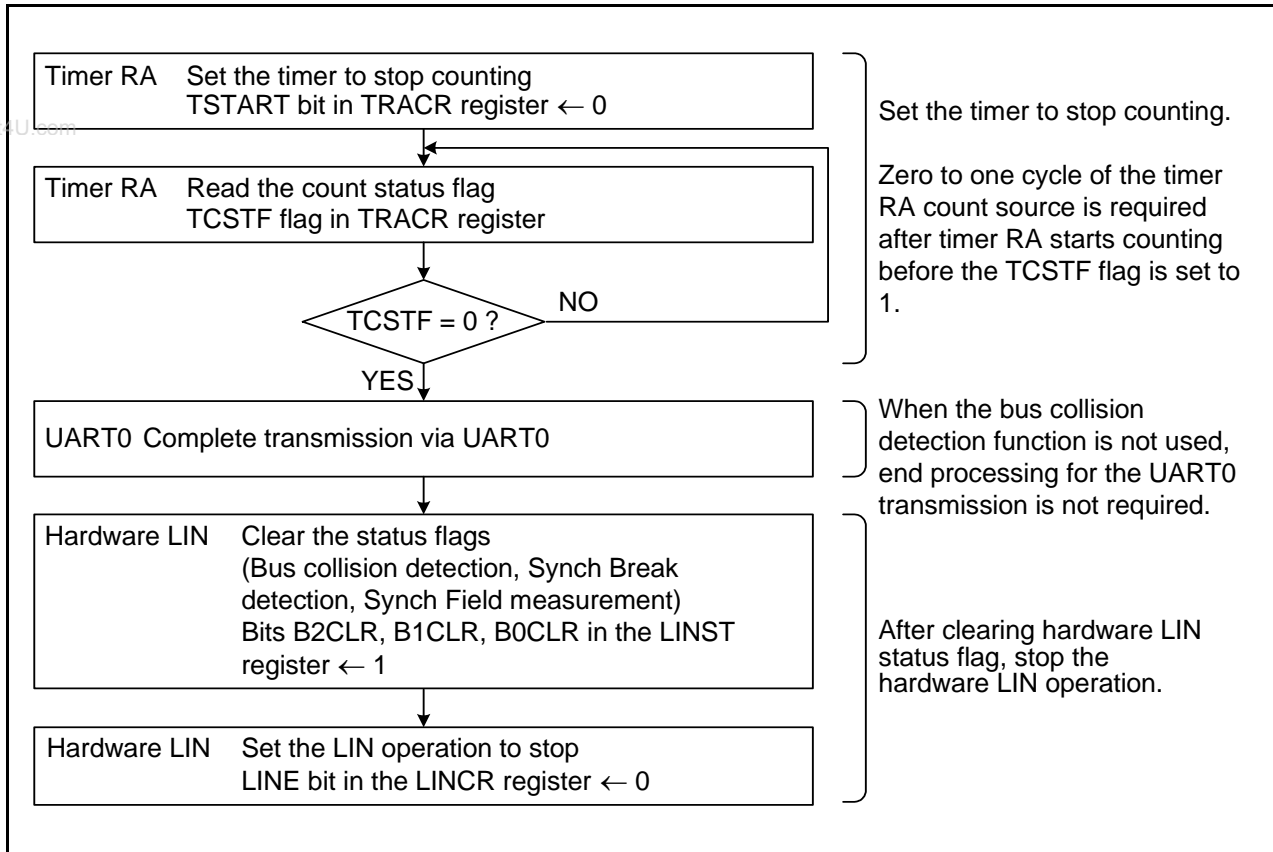 Timer RA Set the timer to stop counting
TSTART bit in TRACR register ← 0
Set the timer to stop counting.
Timer RA Read the count status flag
TCSTF flag in TRACR register
Zero to one cycle of the timer
RA count source is required
after timer RA starts counting
before the TCSTF flag is set to
1.
TCSTF = 0 ?
NO
YES
UART0 Complete transmission via UART0
When the bus collision
detection function is not used,
end processing for the UART0
transmission is not required.
Hardware LIN Clear the status flags
(Bus collision detection, Synch Break
detection, Synch Field measurement)
Bits B2CLR, B1CLR, B0CLR in the LINST
register ← 1
After clearing hardware LIN
status flag, stop the
hardware LIN operation.
Hardware LIN Set the LIN operation to stop
LINE bit in the LINCR register ← 0